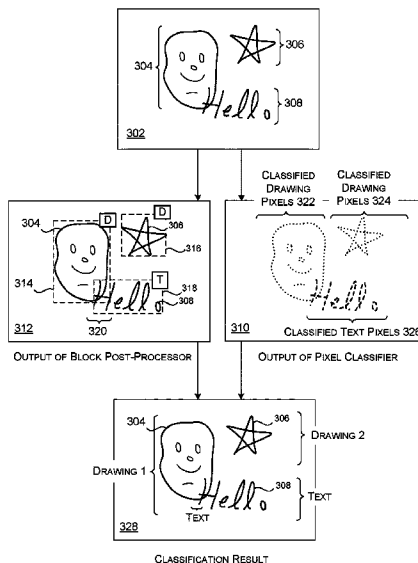 304
306
308
Hello
302
CLASSIFIED DRAWING PIXELS 322
CLASSIFIED DRAWING PIXELS 324
304
D
D
306
316
314
T
318
308
Hello
320
312
Hello
310
CLASSIFIED TEXT PIXELS 326
OUTPUT OF BLOCK POST-PROCESSOR
OUTPUT OF PIXEL CLASSIFIER
304
306
DRAWING 2
DRAWING 1
308
Hello
TEXT
TEXT
328
CLASSIFICATION RESULT